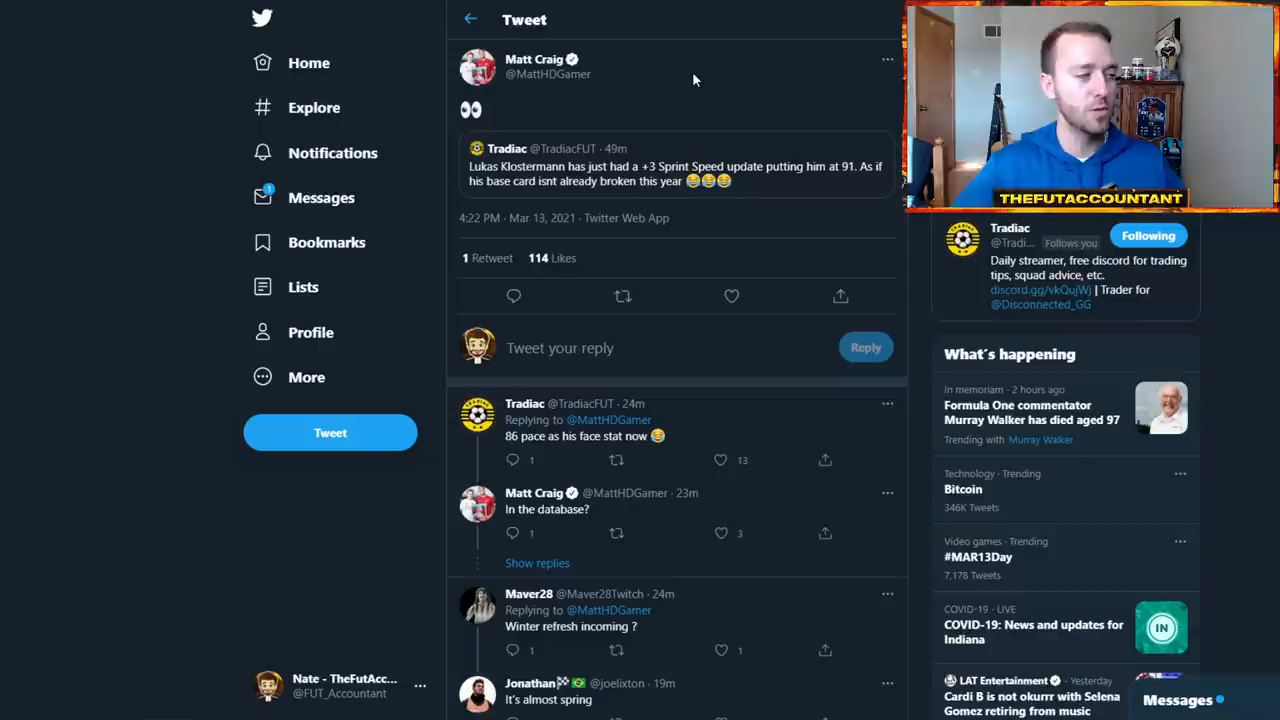 Home
Explore
Notifications
1
Messages
Bookmarks
Lists
Profile
More
Tweet
Nate - TheFutAcc...
@FUT_Accountant
Tweet
Matt Craig
@MattHDGamer
👀
Tradiac @TradiacFUT · 49m
Lukas Klostermann has just had a +3 Sprint Speed update putting him at 91. As if
his base card isnt already broken this year 😂😂😂
4:22 PM · Mar 13, 2021 · Twitter Web App
1 Retweet 114 Likes
Tweet your reply
Reply
Tradiac @TradiacFUT · 24m
Replying to @MattHDGamer
86 pace as his face stat now 😂
1 13
Matt Craig @MattHDGamer · 23m
In the database?
1 3
Show replies
Maver28 @Maver28Twitch · 24m
Replying to @MattHDGamer
Winter refresh incoming ?
1 1
Jonathan🏁 🇧🇷 @joelixton · 19m
It's almost spring
THEFUTACCOUNTANT
Tradiac
@Tradi... Follows you
Following
Daily streamer, free discord for trading
tips, squad advice, etc.
discord.gg/vkQujWj | Trader for
@Disconnected_GG
What's happening
In memoriam · 2 hours ago
Formula One commentator
Murray Walker has died aged 97
Trending with Murray Walker
Technology · Trending
Bitcoin
346K Tweets
Video games · Trending
#MAR13Day
7,178 Tweets
COVID-19 · LIVE
COVID-19: News and updates for
Indiana
IN
LAT Entertainment · Yesterday
Cardi B is not okurrr with Selena
Gomez retiring from music
Messages